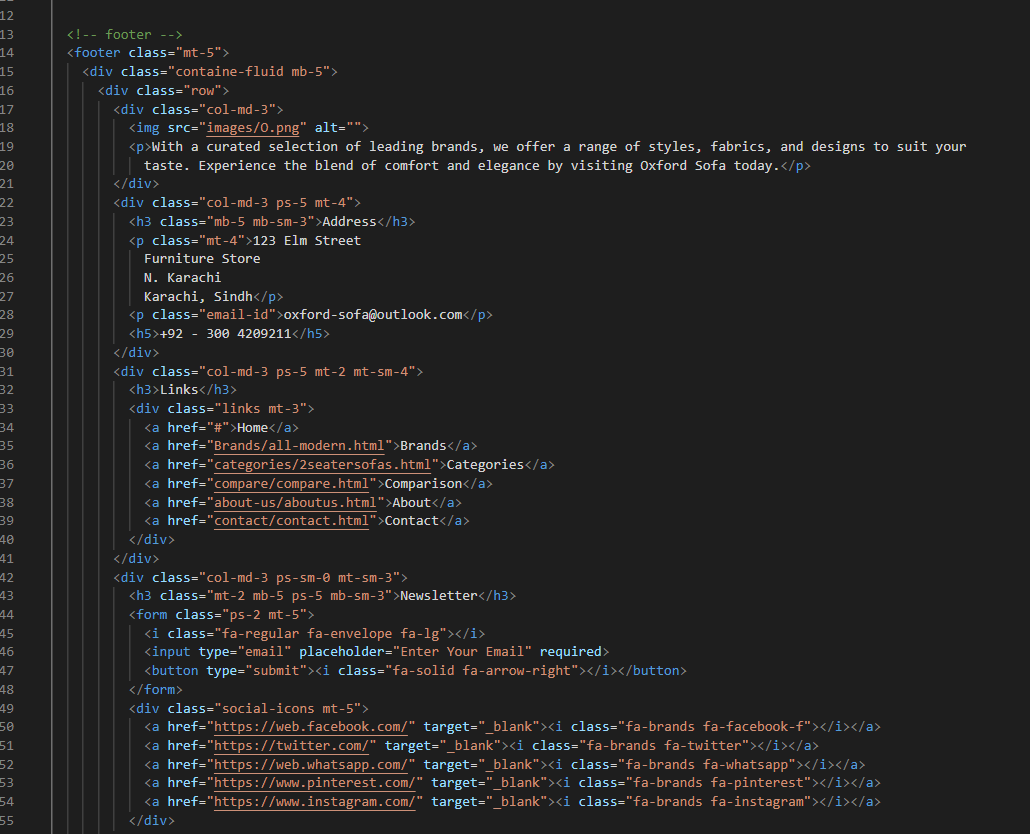 12
13 <!-- footer -->
14 <footer class="mt-5">
15 <div class="containe-fluid mb-5">
16 <div class="row">
17 <div class="col-md-3">
18 <img src="images/O.png" alt="">
19 <p>With a curated selection of leading brands, we offer a range of styles, fabrics, and designs to suit your
20 taste. Experience the blend of comfort and elegance by visiting Oxford Sofa today.</p>
21 </div>
22 <div class="col-md-3 ps-5 mt-4">
23 <h3 class="mb-5 mb-sm-3">Address</h3>
24 <p class="mt-4">123 Elm Street
25 Furniture Store
26 N. Karachi
27 Karachi, Sindh</p>
28 <p class="email-id">oxford-sofa@outlook.com</p>
29 <h5>+92 - 300 4209211</h5>
30 </div>
31 <div class="col-md-3 ps-5 mt-2 mt-sm-4">
32 <h3>Links</h3>
33 <div class="links mt-3">
34 <a href="#">Home</a>
35 <a href="Brands/all-modern.html">Brands</a>
36 <a href="categories/2seatersofas.html">Categories</a>
37 <a href="compare/compare.html">Comparison</a>
38 <a href="about-us/aboutus.html">About</a>
39 <a href="contact/contact.html">Contact</a>
40 </div>
41 </div>
42 <div class="col-md-3 ps-sm-0 mt-sm-3">
43 <h3 class="mt-2 mb-5 ps-5 mb-sm-3">Newsletter</h3>
44 <form class="ps-2 mt-5">
45 <i class="fa-regular fa-envelope fa-lg"></i>
46 <input type="email" placeholder="Enter Your Email" required>
47 <button type="submit"><i class="fa-solid fa-arrow-right"></i></button>
48 </form>
49 <div class="social-icons mt-5">
50 <a href="https://web.facebook.com/" target="_blank"><i class="fa-brands fa-facebook-f"></i></a>
51 <a href="https://twitter.com/" target="_blank"><i class="fa-brands fa-twitter"></i></a>
52 <a href="https://web.whatsapp.com/" target="_blank"><i class="fa-brands fa-whatsapp"></i></a>
53 <a href="https://www.pinterest.com/" target="_blank"><i class="fa-brands fa-pinterest"></i></a>
54 <a href="https://www.instagram.com/" target="_blank"><i class="fa-brands fa-instagram"></i></a>
55 </div>